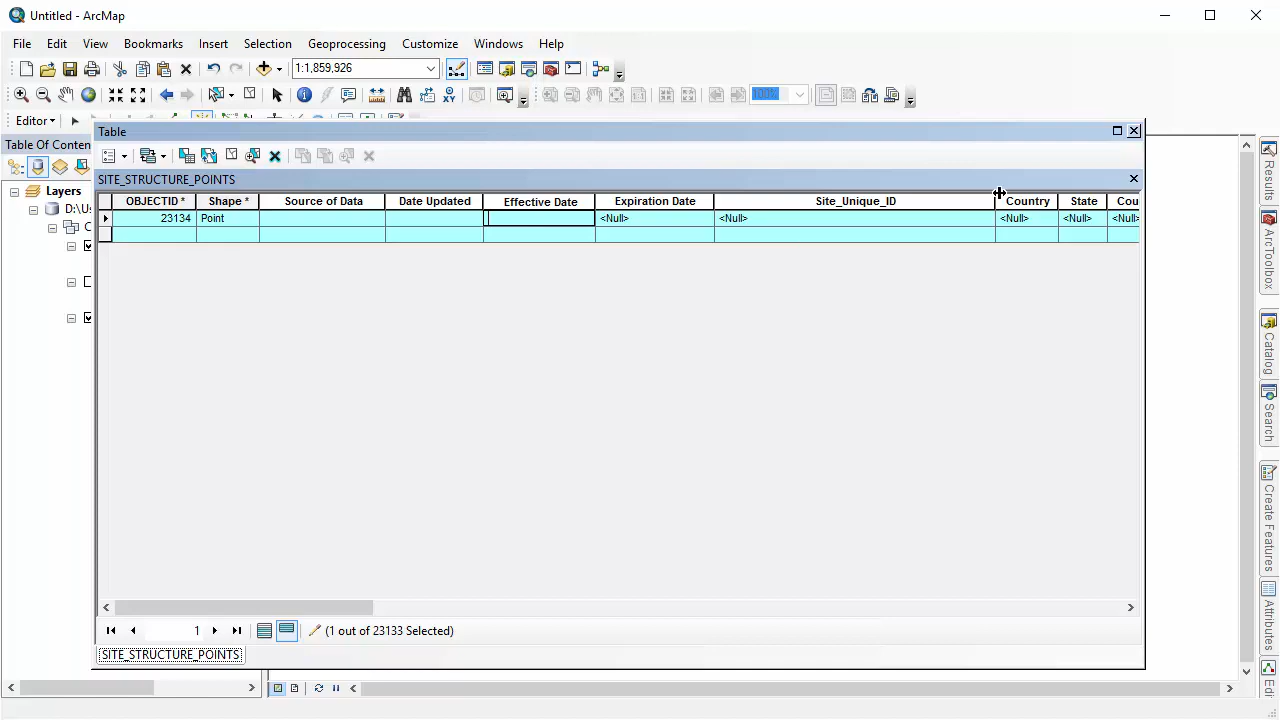 Untitled - ArcMap
File Edit View Bookmarks Insert Selection Geoprocessing Customize Windows Help
1:1,859,926
100%
Editor
Table Of Conten
Table
Layers
D:\U
C
SITE_STRUCTURE_POINTS
OBJECTID * Shape * Source of Data Date Updated Effective Date Expiration Date Site_Unique_ID Country State Cou
23134 Point <Null> <Null> <Null> <Null> <Null>
1 (1 out of 23133 Selected)
SITE_STRUCTURE_POINTS
Results
ArcToolbox
Catalog
Search
Create Features
Attributes